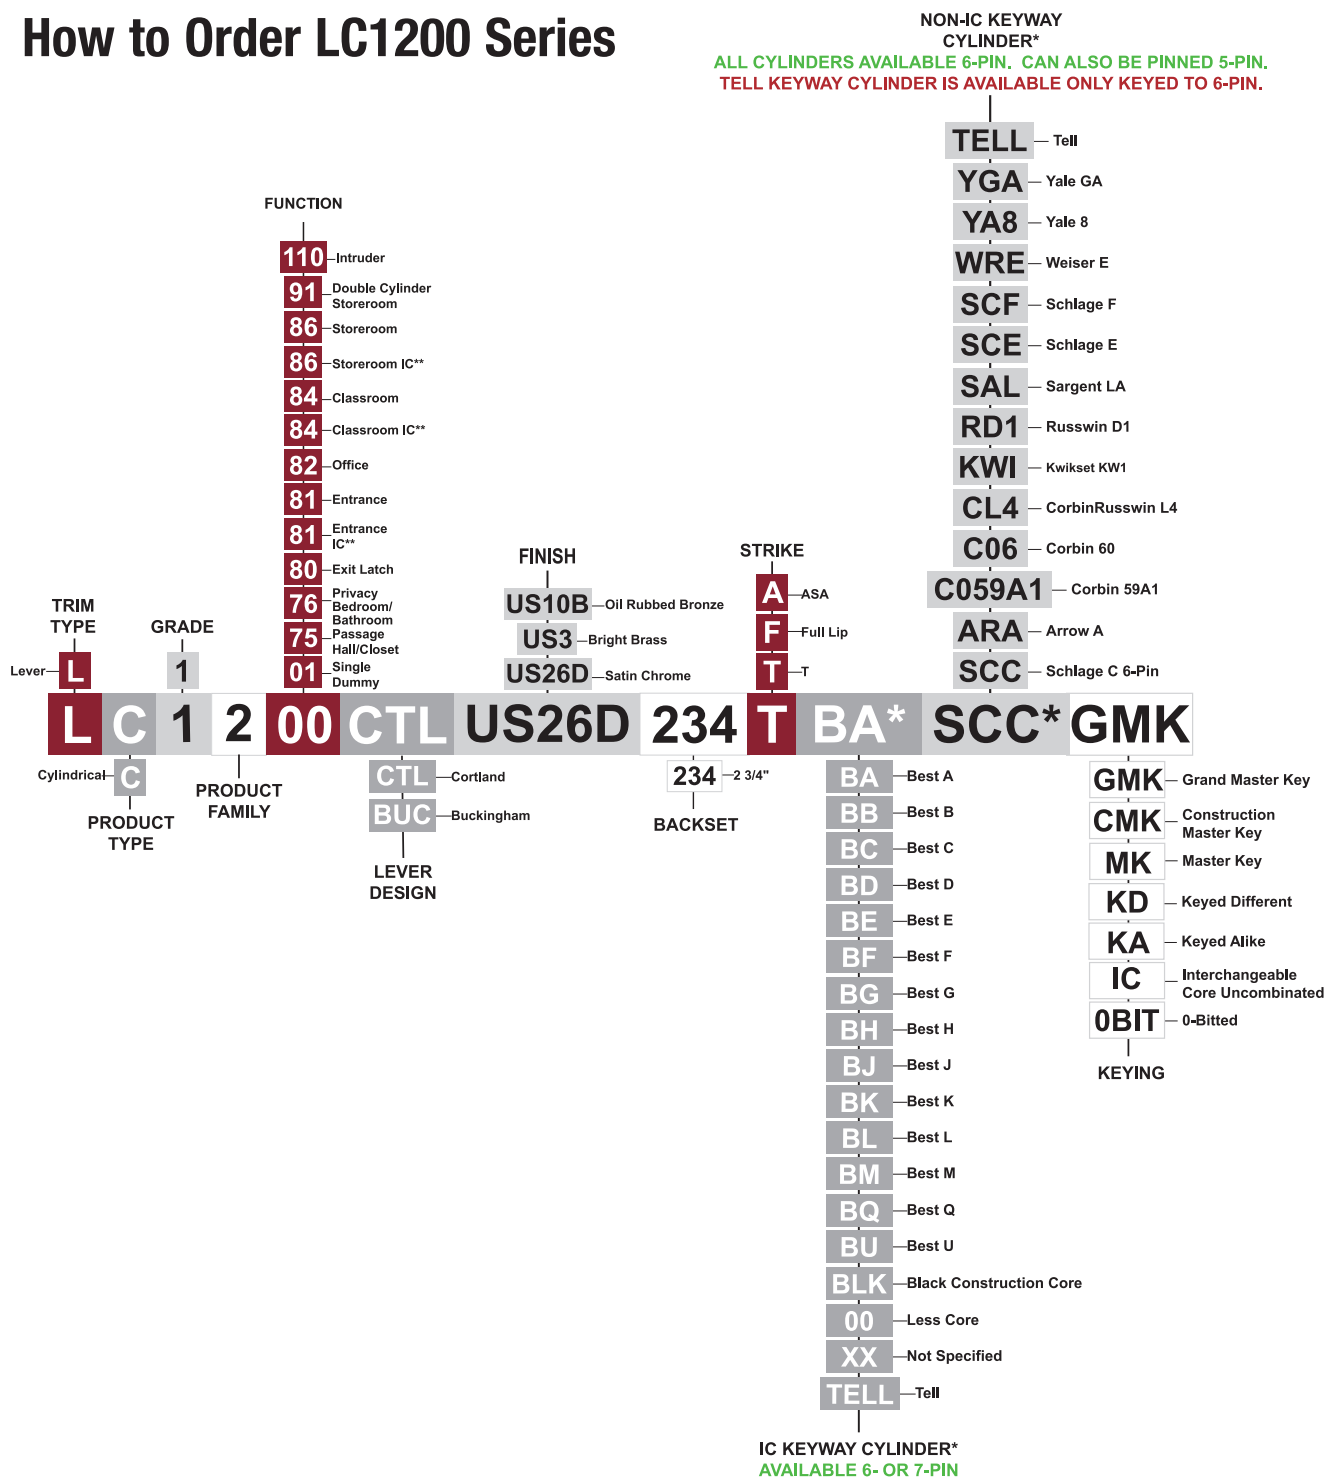 How to Order LC1200 Series
NON-IC KEYWAY
CYLINDER*
ALL CYLINDERS AVAILABLE 6-PIN. CAN ALSO BE PINNED 5-PIN.
TELL KEYWAY CYLINDER IS AVAILABLE ONLY KEYED TO 6-PIN.
TELL Tell
YGA Yale GA
YA8 Yale 8
WRE Weiser E
SCF Schlage F
SCE Schlage E
SAL Sargent LA
RD1 Russwin D1
KWI Kwikset KW1
CL4 CorbinRusswin L4
C06 Corbin 60
C059A1 Corbin 59A1
ARA Arrow A
SCC Schlage C 6-Pin
FUNCTION
110 Intruder
91 Double Cylinder
Storeroom
86 Storeroom
86 Storeroom IC**
84 Classroom
84 Classroom IC**
82 Office
81 Entrance
81 Entrance
IC**
80 Exit Latch
76 Privacy
Bedroom/
Bathroom
75 Passage
Hall/Closet
01 Single
Dummy
TRIM
TYPE
Lever L
GRADE
1
FINISH
US10B Oil Rubbed Bronze
US3 Bright Brass
US26D Satin Chrome
STRIKE
A ASA
F Full Lip
T T
L C 1 2 00 CTL US26D 234 T BA* SCC* GMK
Cylindrical C
PRODUCT
TYPE
PRODUCT
FAMILY
CTL Cortland
BUC Buckingham
LEVER
DESIGN
234 2 3/4"
BACKSET
BA Best A
BB Best B
BC Best C
BD Best D
BE Best E
BF Best F
BG Best G
BH Best H
BJ Best J
BK Best K
BL Best L
BM Best M
BQ Best Q
BU Best U
BLK Black Construction Core
00 Less Core
XX Not Specified
TELL Tell
IC KEYWAY CYLINDER*
AVAILABLE 6- OR 7-PIN
GMK Grand Master Key
CMK Construction
Master Key
MK Master Key
KD Keyed Different
KA Keyed Alike
IC Interchangeable
Core Uncombinated
0BIT 0-Bitted
KEYING